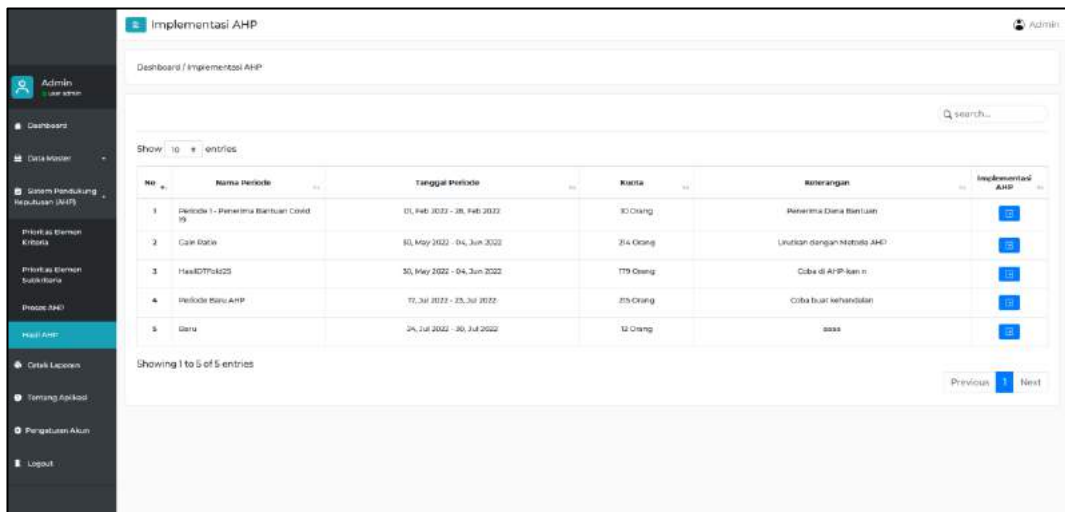 Implementasi AHP
Admin
Dashboard / Implementasi AHP
Admin
user admin
Dashboard
Data Master
Sistem Pendukung
Keputusan (AHP)
Prioritas Elemen
Kriteria
Prioritas Elemen
Subkriteria
Proses AHP
Hasil AHP
Cetak Laporan
Tentang Aplikasi
Pengaturan Akun
Logout
search...
Show 10 entries
No Nama Periode Tanggal Periode Kuota Keterangan Implementasi
AHP
1 Periode 1 - Penerima Bantuan Covid 01, Feb 2022 - 28, Feb 2022 10 Orang Penerima Dana Bantuan
19
2 Gain Ratio 30, May 2022 - 04, Jun 2022 214 Orang Urutkan dengan Metode AHP
3 30, May 2022 - 04, Jun 2022 179 Orang Coba di AHP-kan n
4 Periode Baru AHP 17, Jul 2022 - 23, Jul 2022 215 Orang Coba buat kehandalan
5 Baru 24, Jul 2022 - 30, Jul 2022 12 Orang
Showing 1 to 5 of 5 entries
Previous 1 Next